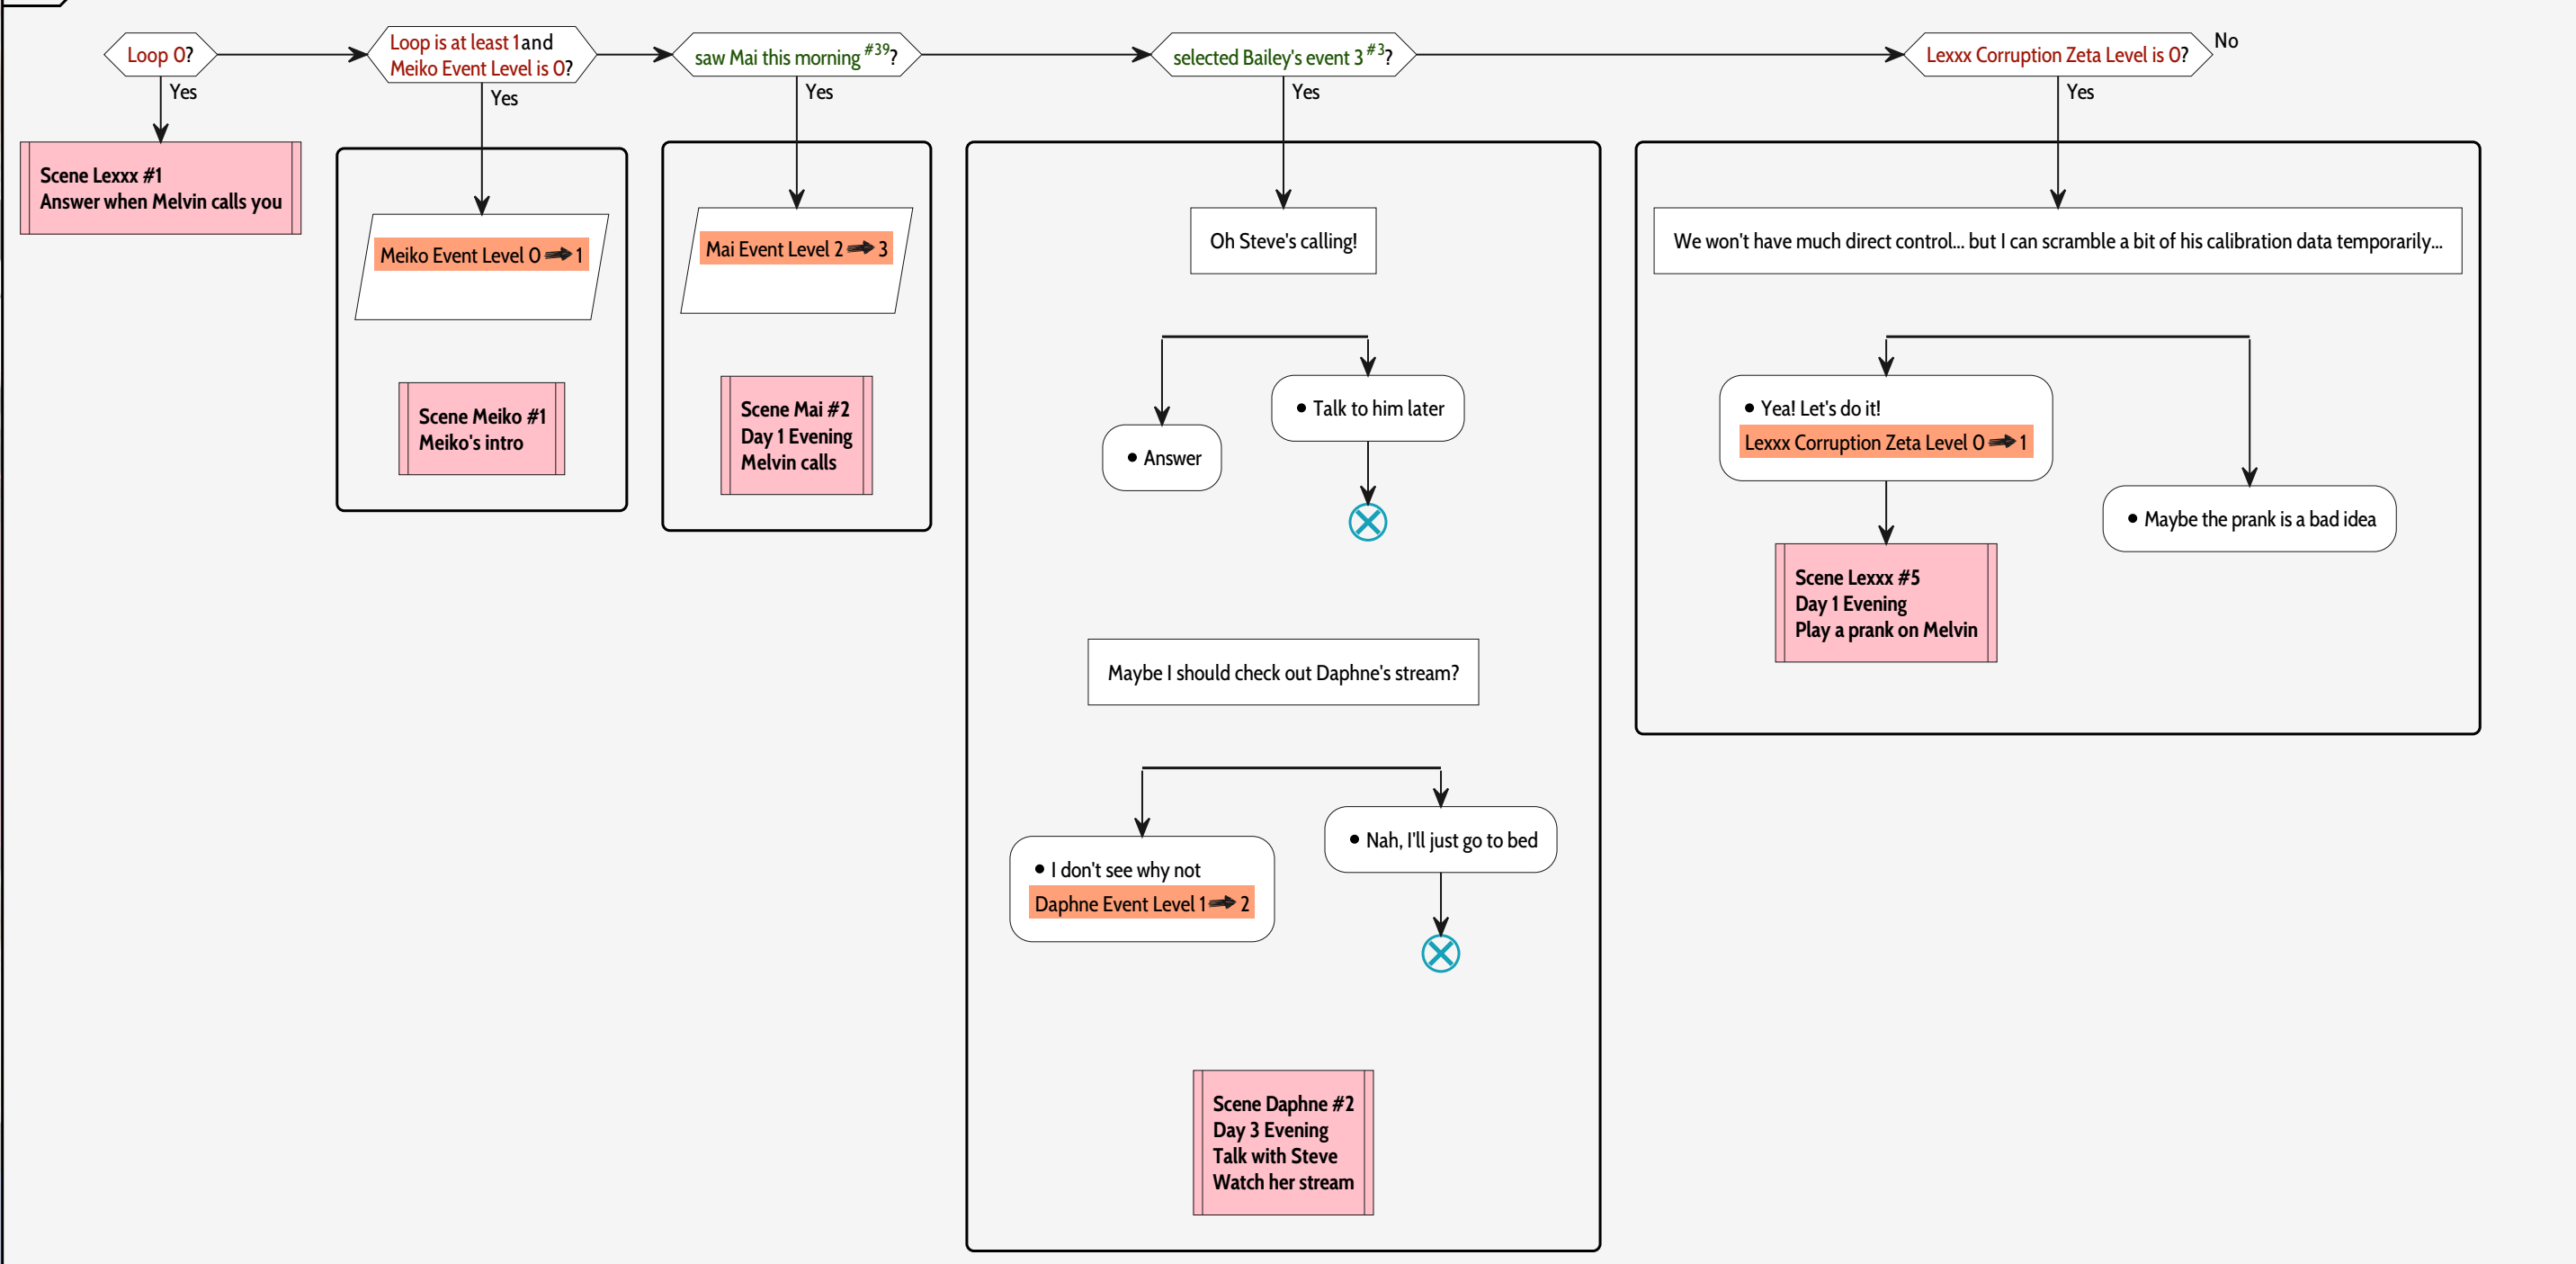 Loop 0?
Yes
Scene Lexxx #1
Answer when Melvin calls you
Loop is at least 1 and
Meiko Event Level is 0?
Yes
Meiko Event Level 0 ➡ 1
Scene Meiko #1
Meiko's intro
saw Mai this morning #39?
Yes
Mai Event Level 2 ➡ 3
Scene Mai #2
Day 1 Evening
Melvin calls
selected Bailey's event 3 #3?
Yes
Oh Steve's calling!
• Answer
• Talk to him later
Maybe I should check out Daphne's stream?
• I don't see why not
Daphne Event Level 1 ➡ 2
• Nah, I'll just go to bed
Scene Daphne #2
Day 3 Evening
Talk with Steve
Watch her stream
Lexxx Corruption Zeta Level is 0?
No
Yes
We won't have much direct control... but I can scramble a bit of his calibration data temporarily...
• Yea! Let's do it!
Lexxx Corruption Zeta Level 0 ➡ 1
Scene Lexxx #5
Day 1 Evening
Play a prank on Melvin
• Maybe the prank is a bad idea